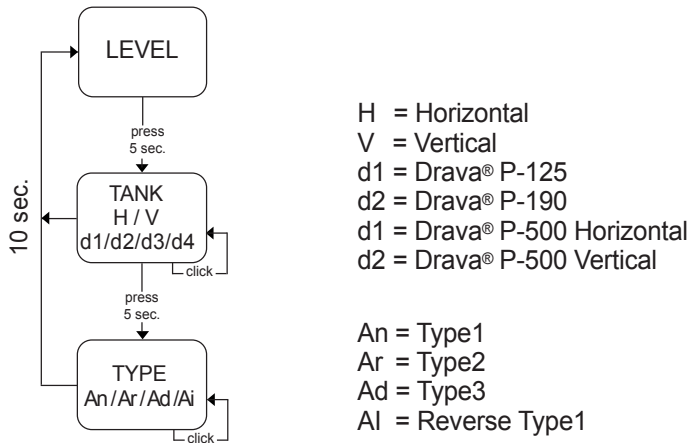 LEVEL
press
5 sec.
TANK
H / V
d1/d2/d3/d4
click
press
5 sec.
TYPE
An/Ar/Ad/Ai
click
10 sec.
H = Horizontal
V = Vertical
d1 = Drava® P-125
d2 = Drava® P-190
d1 = Drava® P-500 Horizontal
d2 = Drava® P-500 Vertical
An = Type1
Ar = Type2
Ad = Type3
AI = Reverse Type1